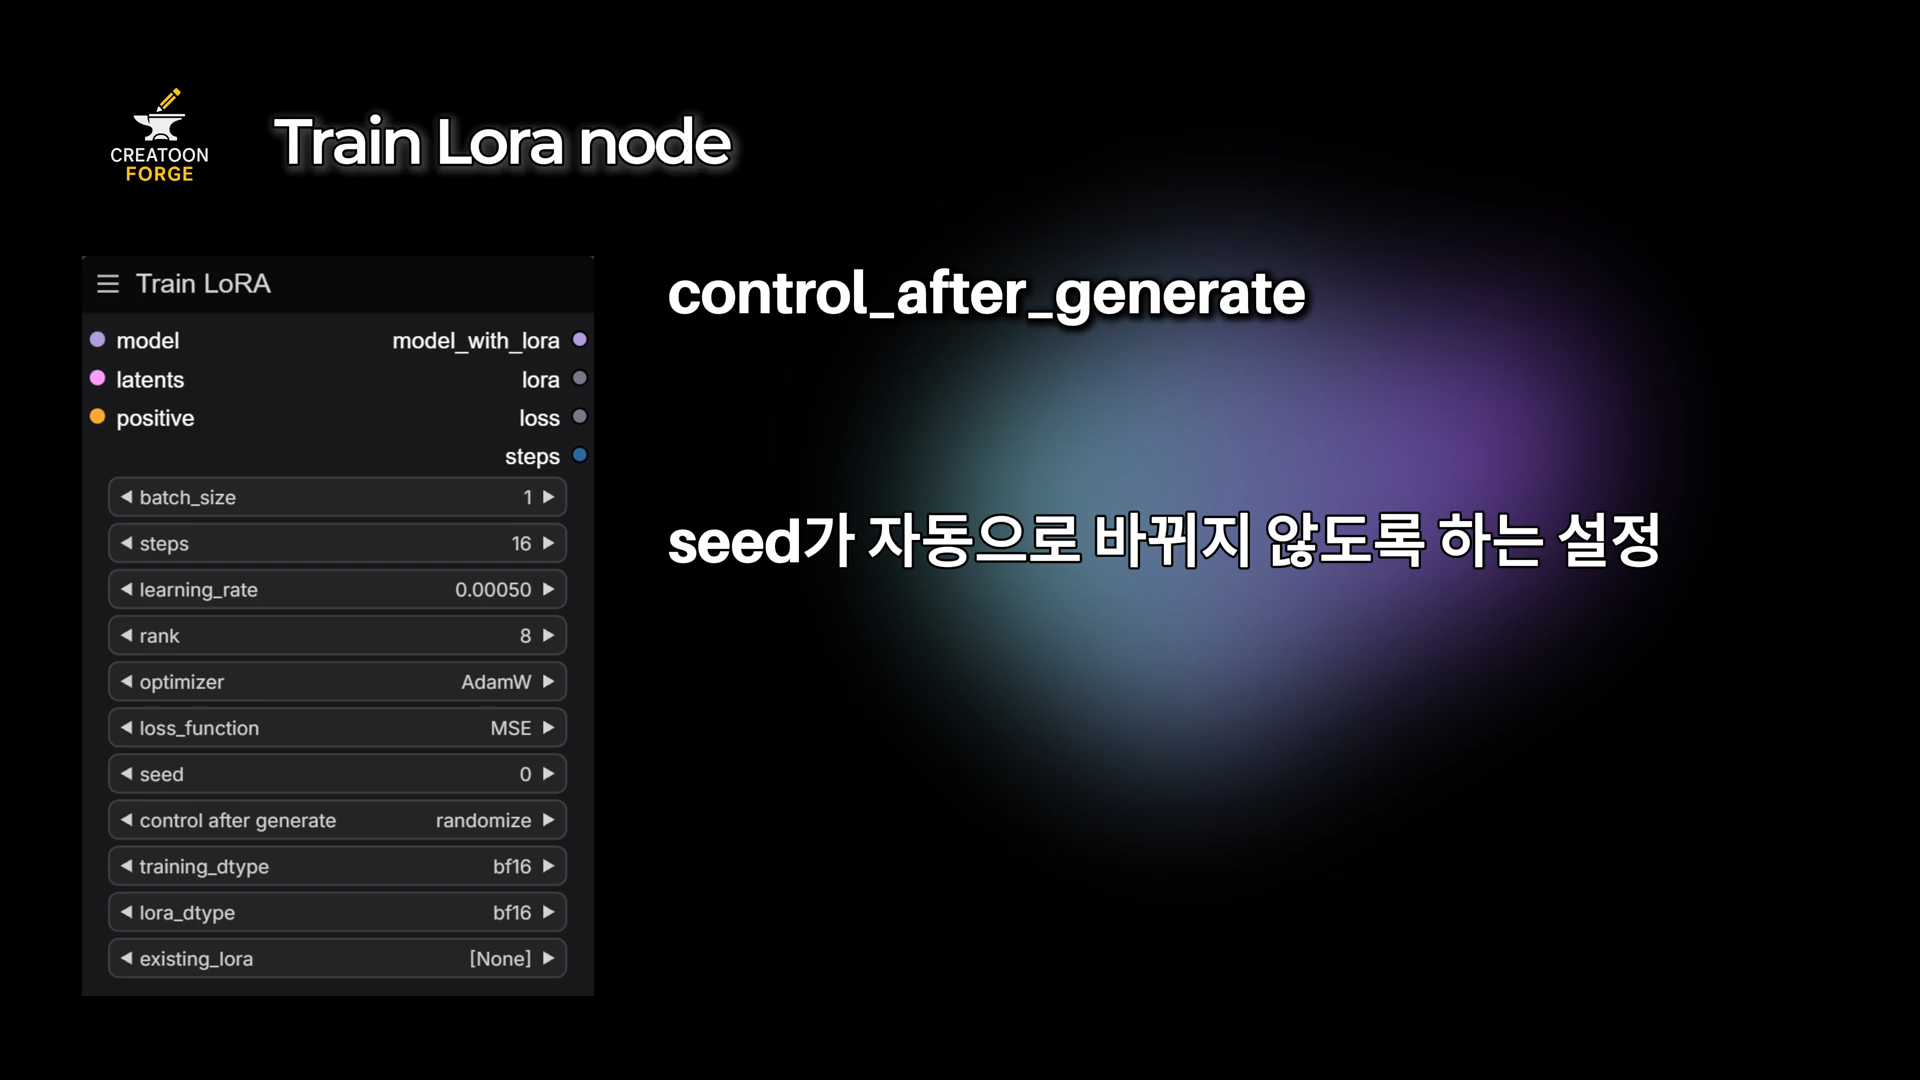 CREATOON
FORGE
Train Lora node
Train LoRA
model
model_with_lora
latents
lora
positive
loss
steps
batch_size 1
steps 16
learning_rate 0.00050
rank 8
optimizer AdamW
loss_function MSE
seed 0
control after generate randomize
training_dtype bf16
lora_dtype bf16
existing_lora [None]
control_after_generate
seed가 자동으로 바뀌지 않도록 하는 설정